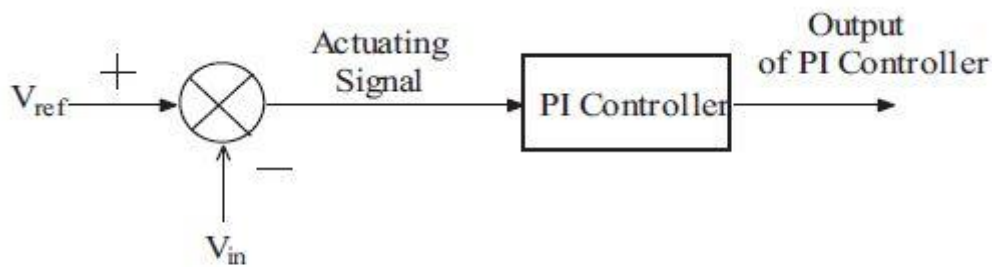 Output
of PI Controller
Actuating
Signal
+
V_ref
PI Controller
−
V_in